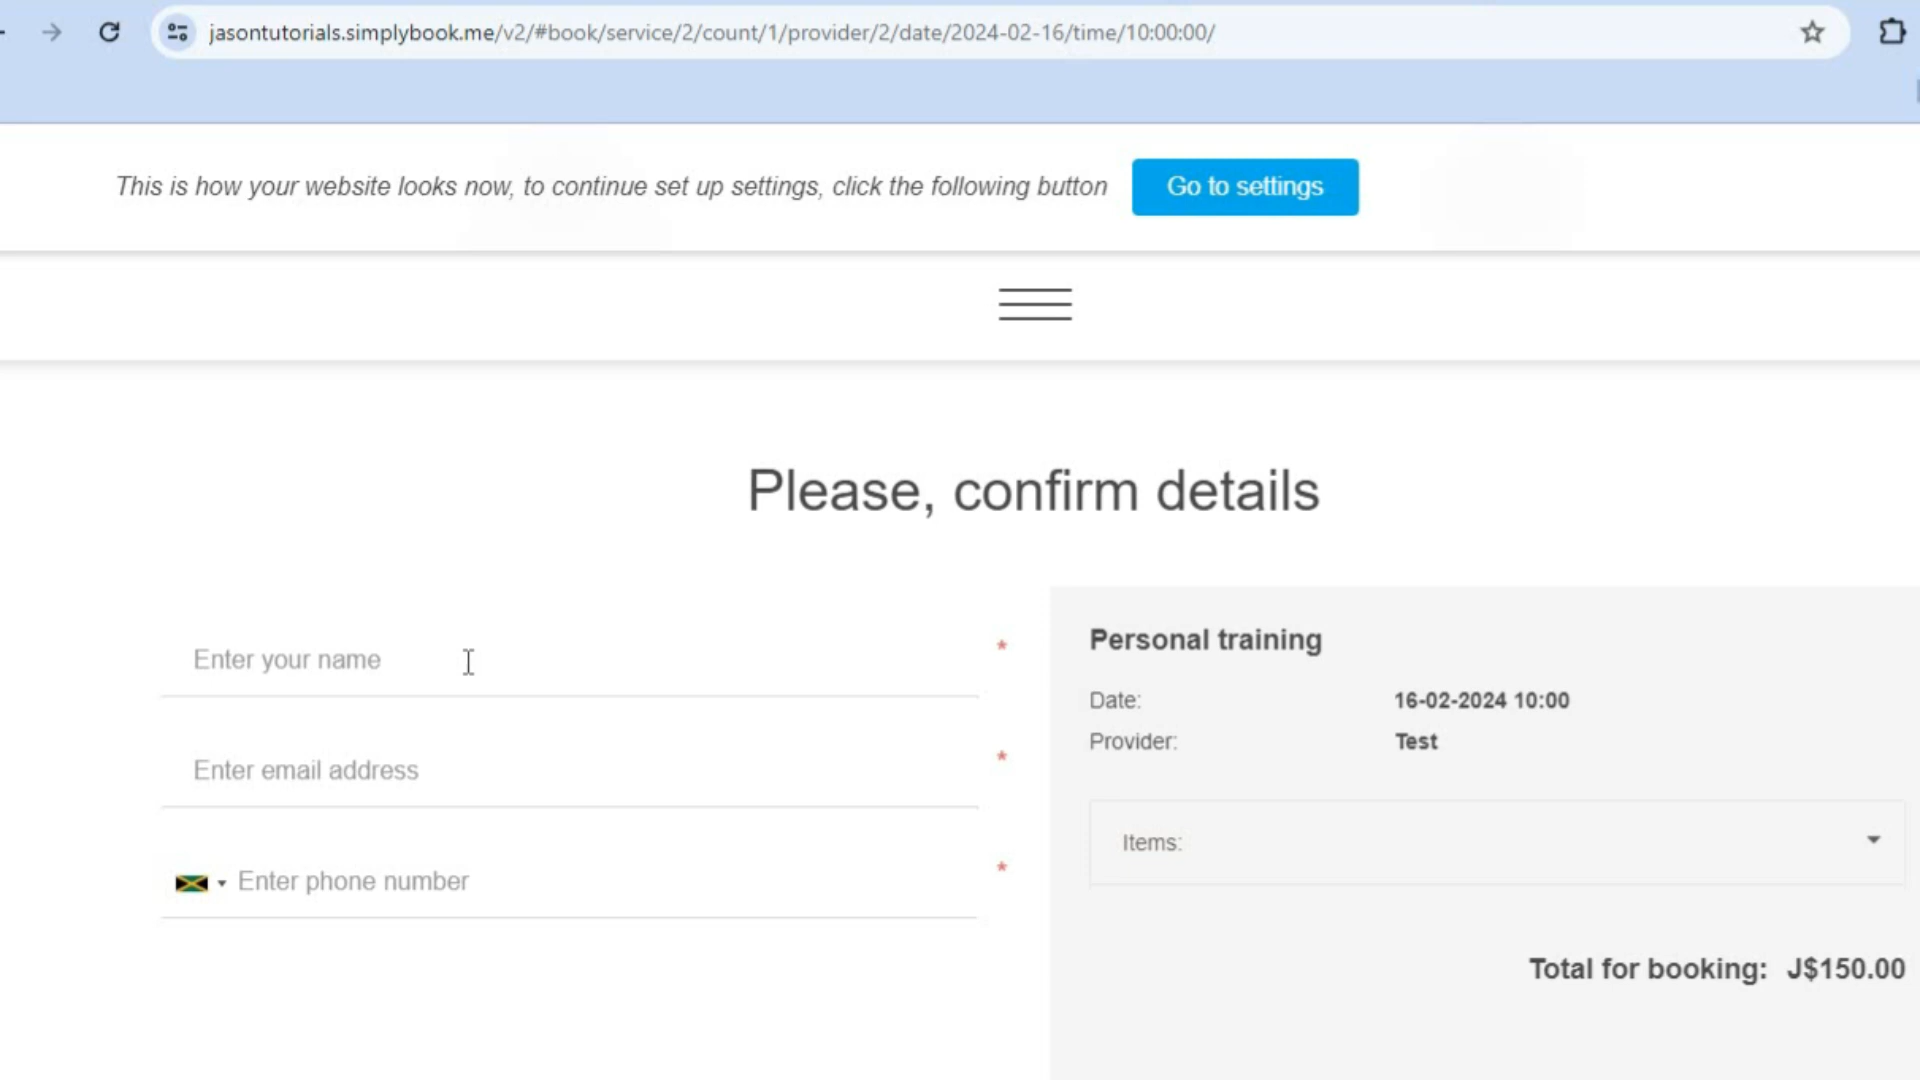 jasontutorials.simplybook.me/v2/#book/service/2/count/1/provider/2/date/2024-02-16/time/10:00:00/
This is how your website looks now, to continue set up settings, click the following button
Go to settings
Please, confirm details
Enter your name *
Enter email address *
Enter phone number *
Personal training
Date: 16-02-2024 10:00
Provider: Test
Items:
Total for booking: J$150.00